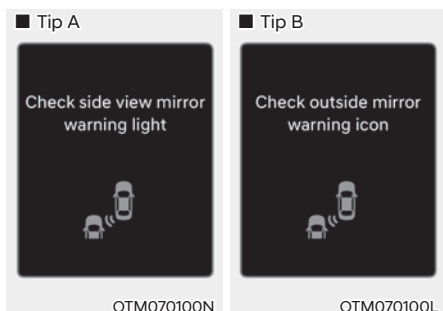 ■ Tip A
Check side view mirror
warning light
OTM070100N
■ Tip B
Check outside mirror
warning icon
OTM070100L